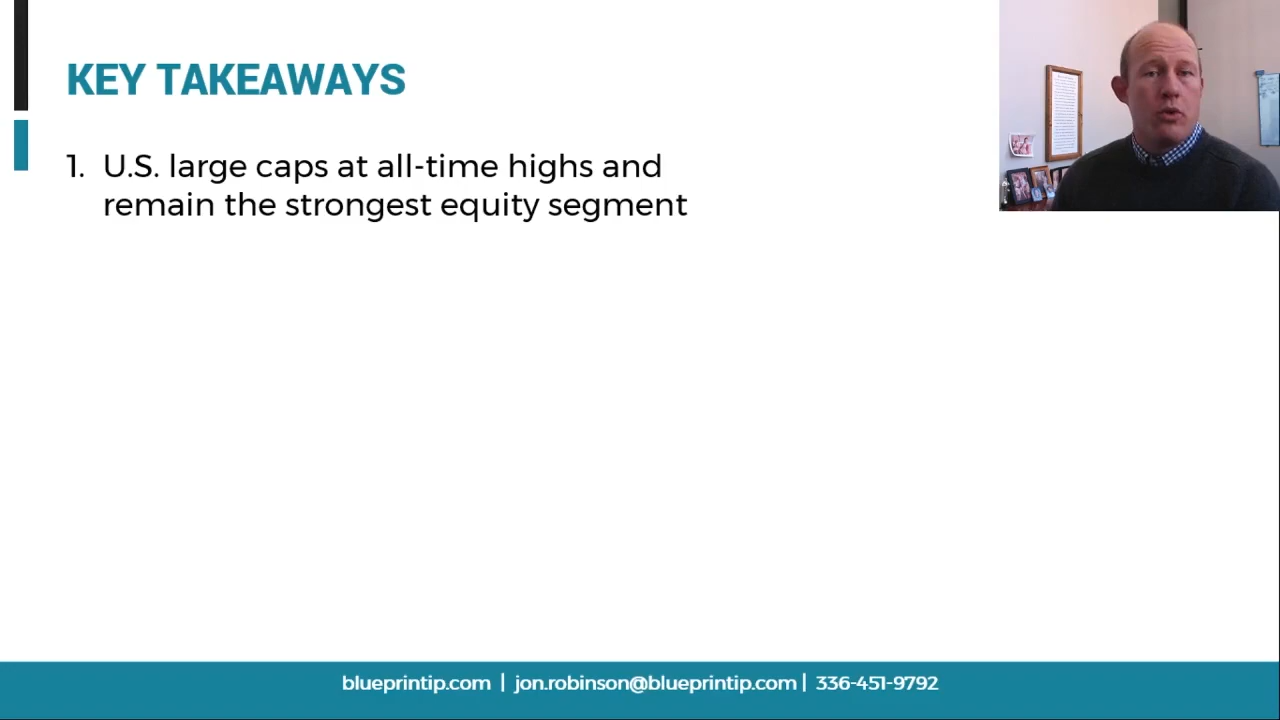 KEY TAKEAWAYS
1. U.S. large caps at all-time highs and
remain the strongest equity segment
blueprintip.com | jon.robinson@blueprintip.com | 336-451-9792